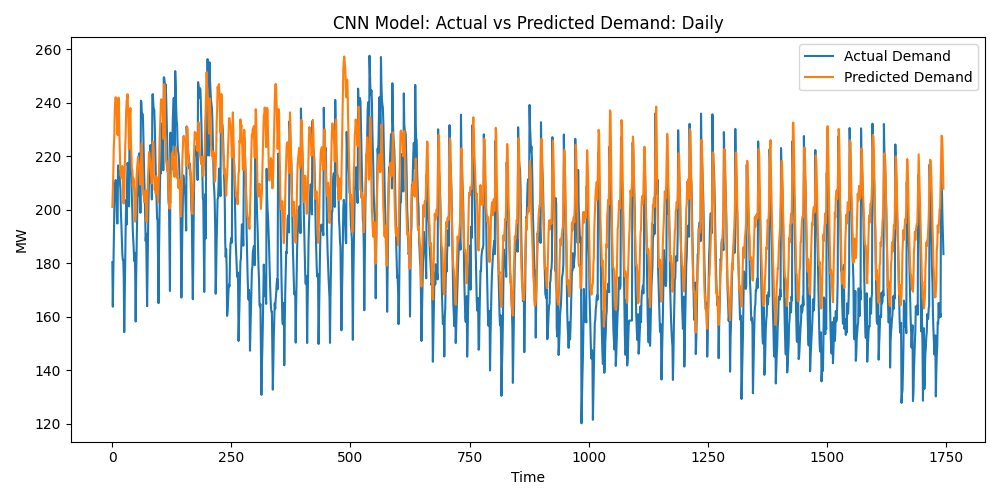 CNN Model: Actual vs Predicted Demand: Daily
Actual Demand
Predicted Demand
260
240
220
200
180
160
140
120
MW
0 250 500 750 1000 1250 1500 1750
Time